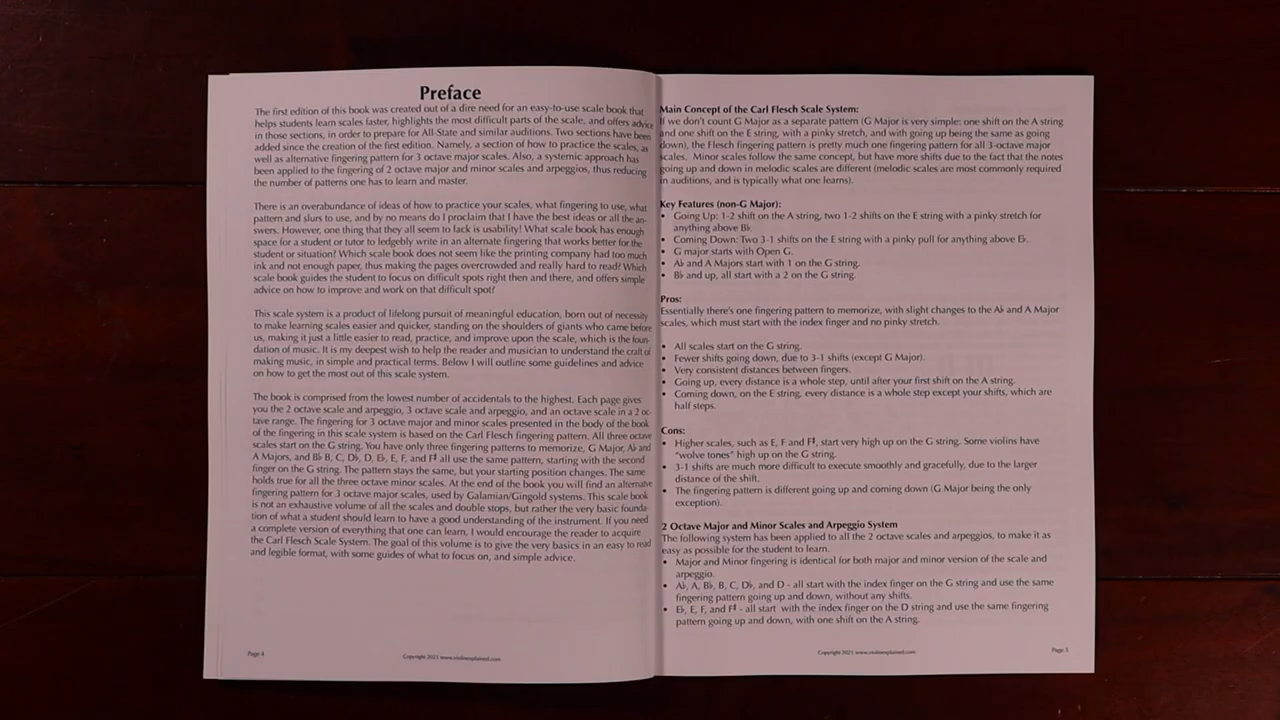 Preface
The first edition of this book was created out of a dire need for an easy-to-use scale book that
helps students learn scales faster, highlights the most difficult parts of the scale, and offers advice
in those sections, in order to prepare for All-State and similar auditions. Two sections have been
added since the creation of the first edition. Namely, a section of how to practice the scales, as
well as alternative fingering pattern for 3 octave major scales. Also, a systemic approach has
been applied to the fingering of 2 octave major and minor scales and arpeggios, thus reducing
the number of patterns one has to learn and master.
There is an overabundance of ideas of how to practice your scales, what fingering to use, what
pattern and slurs to use, and by no means do I proclaim that I have the best ideas or all the an-
swers. However, one thing that they all seem to lack is usability! What scale book has enough
space for a student or tutor to ledgebly write in an alternate fingering that works better for the
student or situation? Which scale book does not seem like the printing company had too much
ink and not enough paper, thus making the pages overcrowded and really hard to read? Which
scale book guides the student to focus on difficult spots right then and there, and offers simple
advice on how to improve and work on that difficult spot?
This scale system is a product of lifelong pursuit of meaningful education, born out of necessity
to make learning scales easier and quicker, standing on the shoulders of giants who came before
us, making it just a little easier to read, practice, and improve upon the scale, which is the foun-
dation of music. It is my deepest wish to help the reader and musician to understand the craft of
making music, in simple and practical terms. Below I will outline some guidelines and advice
on how to get the most out of this scale system.
The book is comprised from the lowest number of accidentals to the highest. Each page gives
you the 2 octave scale and arpeggio, 3 octave scale and arpeggio, and an octave scale in a 2 oc-
tave range. The fingering for 3 octave major and minor scales presented in the body of the book
of the fingering in this scale system is based on the Carl Flesch fingering pattern. All three octave
scales start on the G string. You have only three fingering patterns to memorize, G Major, A♭ and
A Majors, and B♭ B, C, D♭, D, E♭, E, F, and F♯ all use the same pattern, starting with the second
finger on the G string. The pattern stays the same, but your starting position changes. The same
holds true for all the three octave minor scales. At the end of the book you will find an alternative
fingering pattern for 3 octave major scales, used by Galamian/Gingold systems. This scale book
is not an exhaustive volume of all the scales and double stops, but rather the very basic founda-
tion of what a student should learn to have a good understanding of the instrument. If you need
a complete version of everything that one can learn, I would encourage the reader to acquire
the Carl Flesch Scale System. The goal of this volume is to give the very basics in an easy to read
and legible format, with some guides of what to focus on, and simple advice.
Page 4
Copyright 2021 www.violinexplained.com
Main Concept of the Carl Flesch Scale System:
If we don't count G Major as a separate pattern (G Major is very simple: one shift on the A string
and one shift on the E string, with a pinky stretch, and with going up being the same as going
down), the Flesch fingering pattern is pretty much one fingering pattern for all 3-octave major
scales. Minor scales follow the same concept, but have more shifts due to the fact that the notes
going up and down in melodic scales are different (melodic scales are most commonly required
in auditions, and is typically what one learns).
Key Features (non-G Major):
• Going Up: 1-2 shift on the A string, two 1-2 shifts on the E string with a pinky stretch for
anything above B♭.
• Coming Down: Two 3-1 shifts on the E string with a pinky pull for anything above E♭.
• G major starts with Open G.
• A♭ and A Majors start with 1 on the G string.
• B♭ and up, all start with a 2 on the G string.
Pros:
Essentially there's one fingering pattern to memorize, with slight changes to the A♭ and A Major
scales, which must start with the index finger and no pinky stretch.
• All scales start on the G string.
• Fewer shifts going down, due to 3-1 shifts (except G Major).
• Very consistent distances between fingers.
• Going up, every distance is a whole step, until after your first shift on the A string.
• Coming down, on the E string, every distance is a whole step except your shifts, which are
half steps.
Cons:
• Higher scales, such as E, F and F♯, start very high up on the G string. Some violins have
"wolve tones" high up on the G string.
• 3-1 shifts are much more difficult to execute smoothly and gracefully, due to the larger
distance of the shift.
• The fingering pattern is different going up and coming down (G Major being the only
exception).
2 Octave Major and Minor Scales and Arpeggio System
The following system has been applied to all the 2 octave scales and arpeggios, to make it as
easy as possible for the student to learn.
• Major and Minor fingering is identical for both major and minor version of the scale and
arpeggio.
• A♭, A, B♭, B, C, D♭, and D - all start with the index finger on the G string and use the same
fingering pattern going up and down, without any shifts.
• E♭, E, F, and F♯ - all start with the index finger on the D string and use the same fingering
pattern going up and down, with one shift on the A string.
Copyright 2021 www.violinexplained.com
Page 5